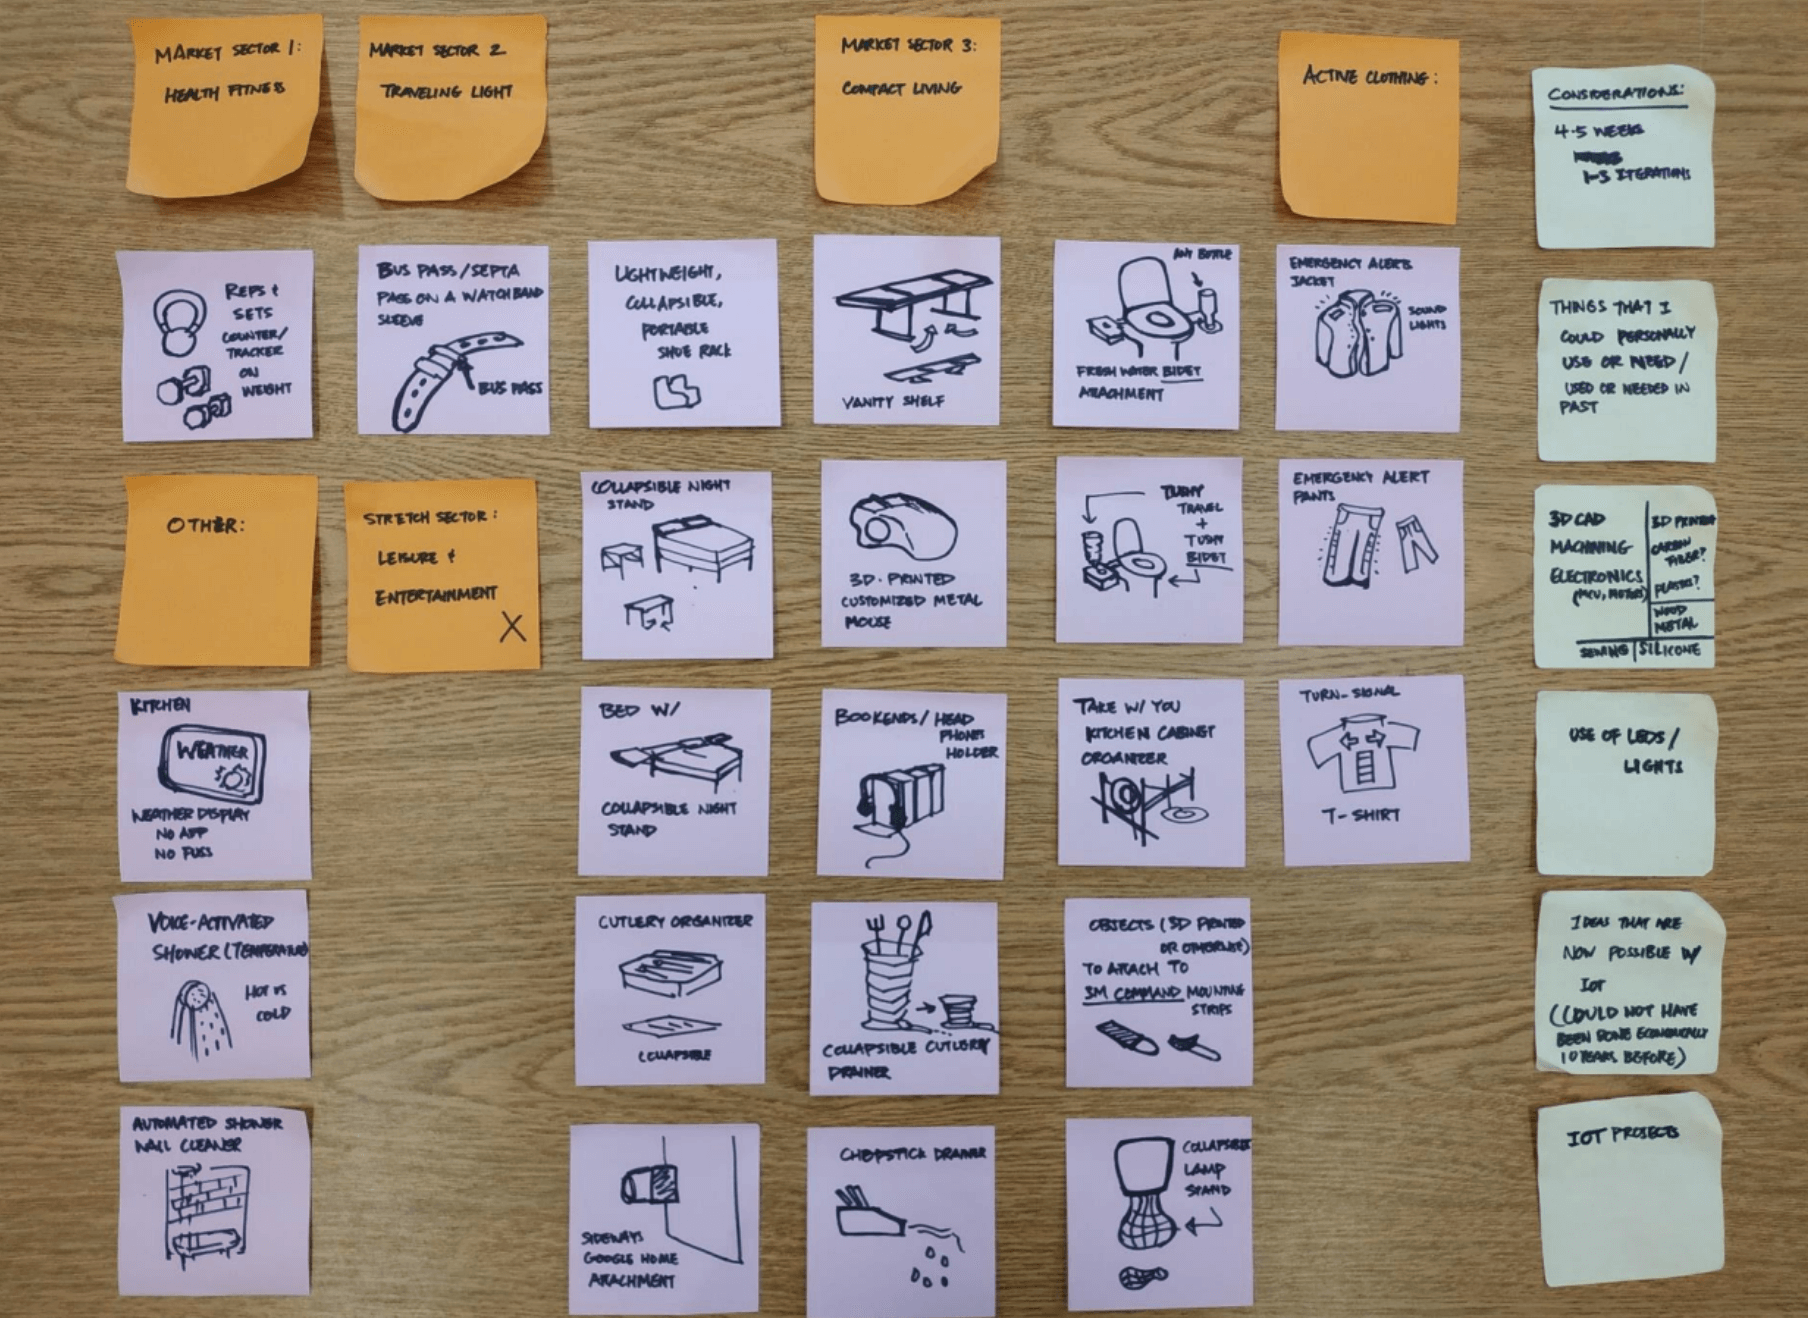 MARKET SECTOR 1:
HEALTH FITNESS
MARKET SECTOR 2
TRAVELING LIGHT
MARKET SECTOR 3:
COMPACT LIVING
ACTIVE CLOTHING:
CONSIDERATIONS:
4-5 WEEKS
1-3 ITERATIONS
REPS +
SETS
COUNTER/
TRACKER
ON
WEIGHT
BUS PASS/SEPTA
PASS ON A WATCHBAND
SLEEVE
BUS PASS
LIGHTWEIGHT,
COLLAPSIBLE,
PORTABLE
SHOE RACK
VANITY SHELF
ANY BOTTLE
FRESH WATER BIDET
ATTACHMENT
EMERGENCY ALERTS
JACKET
SOUND
LIGHTS
THINGS THAT I
COULD PERSONALLY
USE OR NEED/
USED OR NEEDED IN
PAST
OTHER:
STRETCH SECTOR:
LEISURE +
ENTERTAINMENT
X
COLLAPSIBLE NIGHT
STAND
3D-PRINTED
CUSTOMIZED METAL
MOUSE
TUSHY
TRAVEL
+
TUSHY
BIDET
EMERGENCY ALERT
PANTS
3D CAD
MACHINING
ELECTRONICS
(MCU, MOTORS)
3D PRINTED
CARBON
FIBER?
PLASTIC?
WOOD
METAL
SEWING | SILICONE
KITCHEN
WEATHER
WEATHER DISPLAY
NO APP
NO FUSS
BED W/
COLLAPSIBLE NIGHT
STAND
BOOKENDS/HEAD
PHONES
HOLDER
TAKE W/ YOU
KITCHEN CABINET
ORGANIZER
TURN-SIGNAL
T-SHIRT
USE OF LEDS/
LIGHTS
VOICE-ACTIVATED
SHOWER (TEMPERATURE)
HOT VS
COLD
CUTLERY ORGANIZER
COLLAPSIBLE
COLLAPSIBLE CUTLERY
DRAINER
OBJECTS (3D PRINTED
OR OTHERWISE)
TO ATTACH TO
3M COMMAND MOUNTING
STRIPS
IDEAS THAT ARE
NOW POSSIBLE W/
IOT
(COULD NOT HAVE
BEEN DONE ECONOMICALLY
10 YEARS BEFORE)
AUTOMATED SHOWER
WALL CLEANER
SIDEWAYS
GOOGLE HOME
ATTACHMENT
CHOPSTICK DRAINER
COLLAPSIBLE
LAMP
STAND
IOT PROJECTS